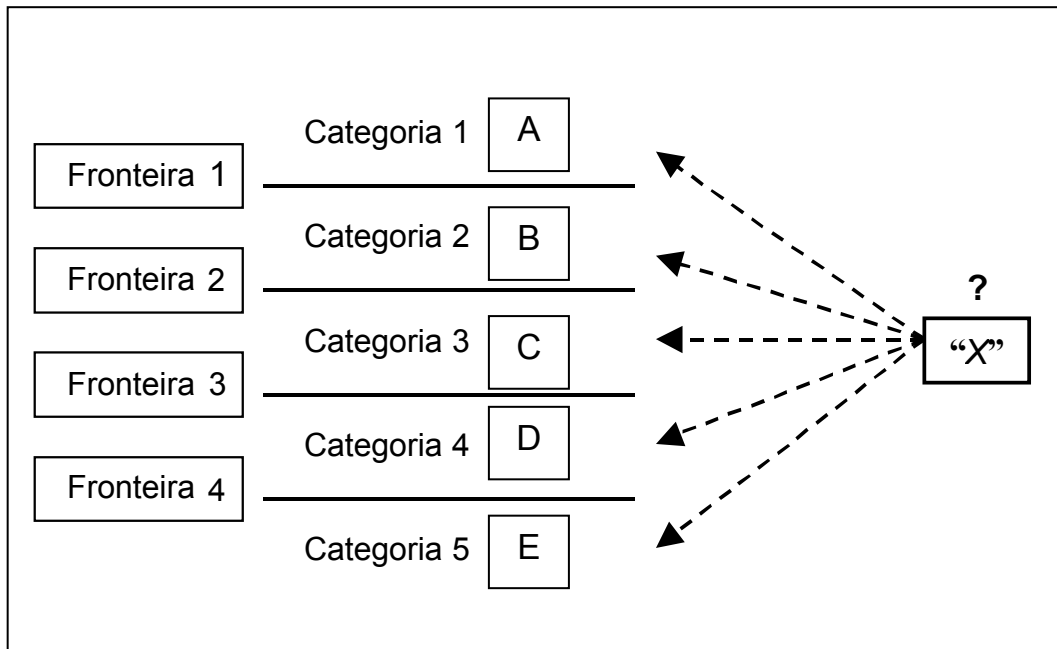 Categoria 1 A
Fronteira 1
Categoria 2 B
Fronteira 2
?
Categoria 3 C
“X”
Fronteira 3
Categoria 4 D
Fronteira 4
Categoria 5 E